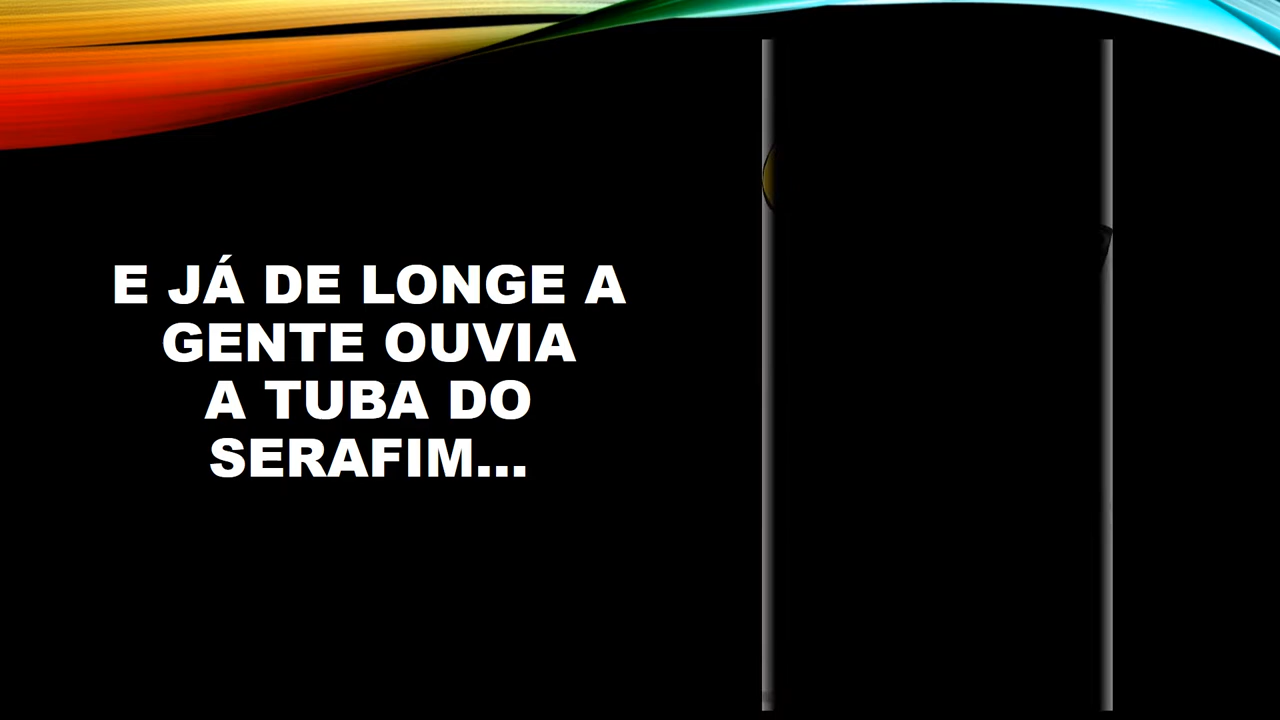 E JÁ DE LONGE A
GENTE OUVIA
A TUBA DO
SERAFIM...